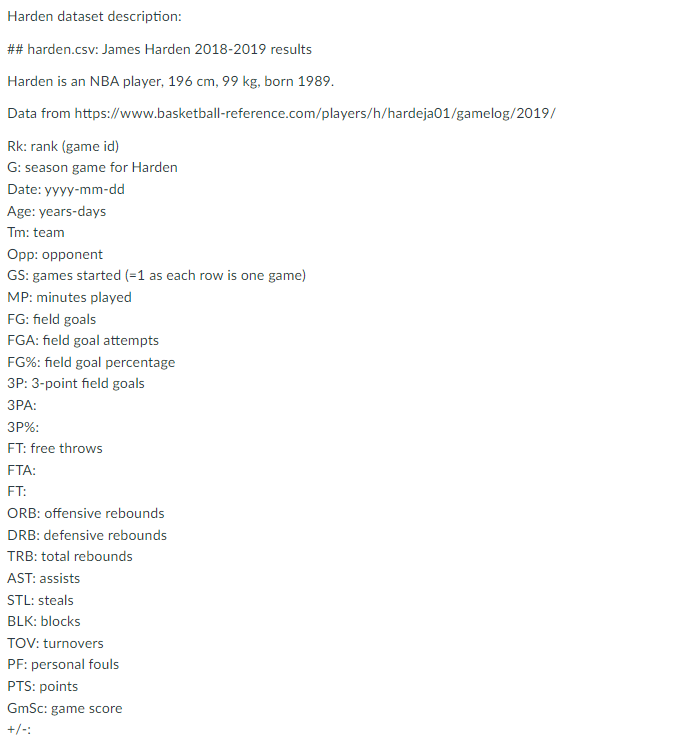 Harden dataset description:
## harden.csv: James Harden 2018-2019 results
Harden is an NBA player, 196 cm, 99 kg, born 1989.
Data from https://www.basketball-reference.com/players/h/hardeja01/gamelog/2019/
Rk: rank (game id)
G: season game for Harden
Date: yyyy-mm-dd
Age: years-days
Tm: team
Opp: opponent
GS: games started (=1 as each row is one game)
MP: minutes played
FG: field goals
FGA: field goal attempts
FG%: field goal percentage
3P: 3-point field goals
3PA:
3P%:
FT: free throws
FTA:
FT:
ORB: offensive rebounds
DRB: defensive rebounds
TRB: total rebounds
AST: assists
STL: steals
BLK: blocks
TOV: turnovers
PF: personal fouls
PTS: points
GmSc: game score
+/-: